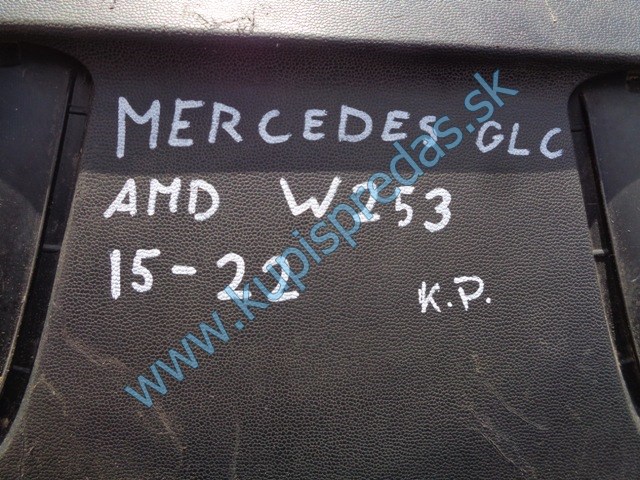 MERCEDES GLC
AMD W253
15-22 K.P.
www.kupispredas.sk